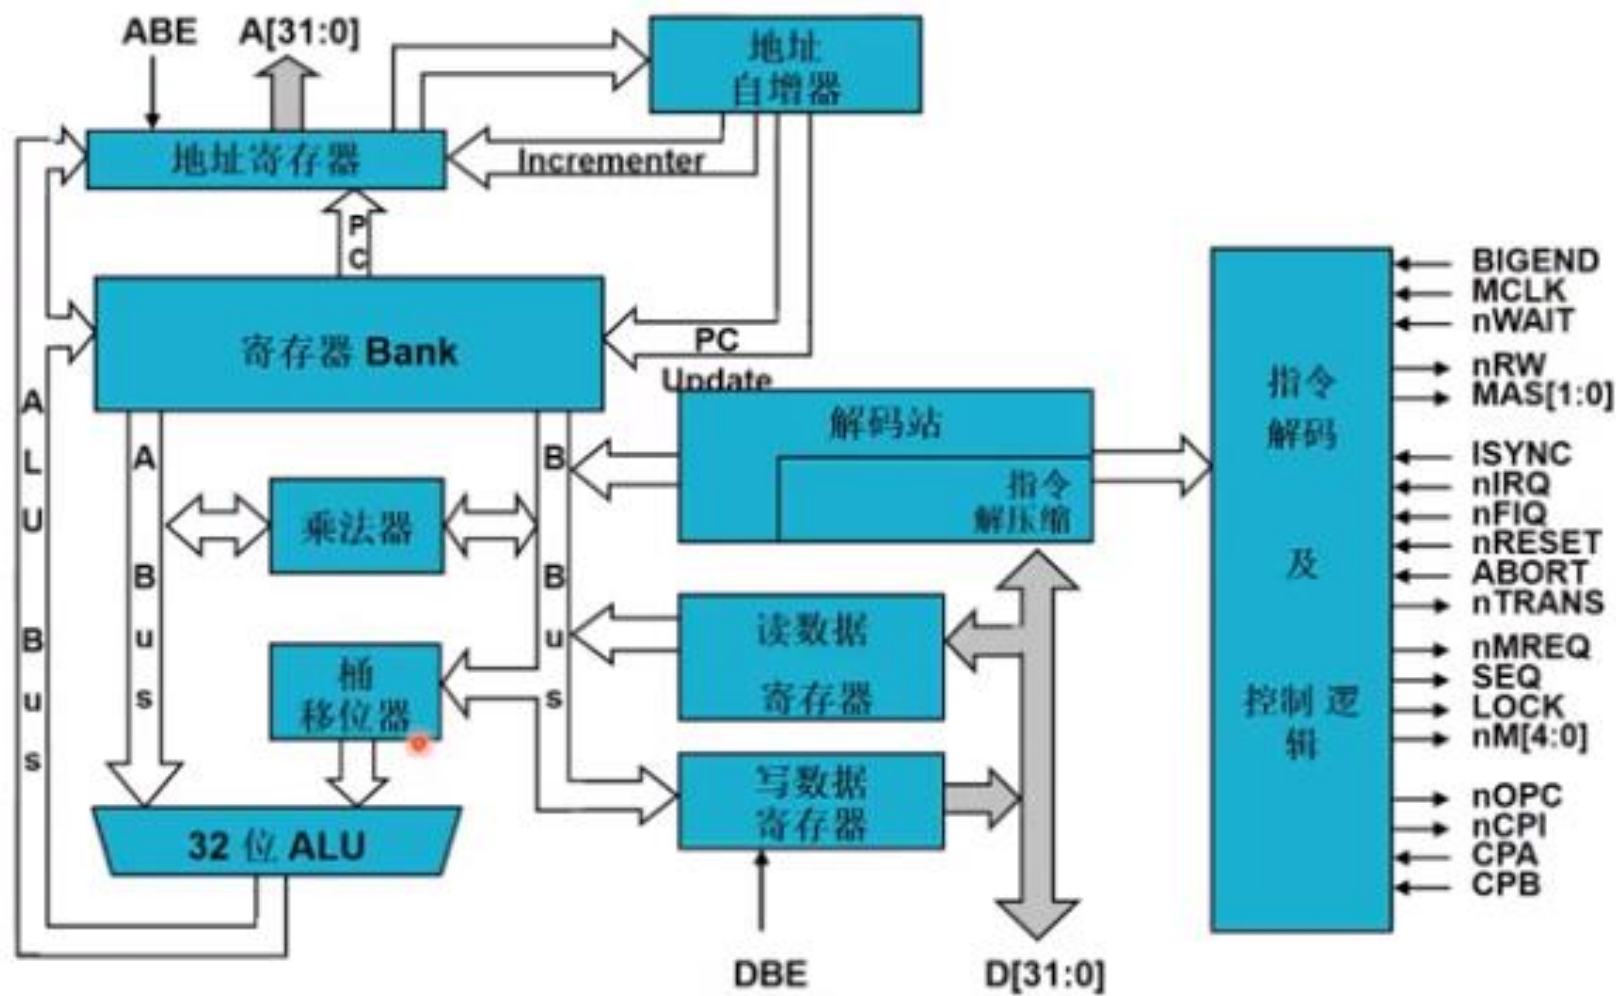 ABE
A[31:0]
地址
自增器
地址寄存器
Incrementer
P
C
寄存器 Bank
PC
Update
A
L
U
B
u
s
A
B
u
s
B
B
u
s
乘法器
桶
移位器
32 位 ALU
解码站
指令
解压缩
读数据
寄存器
写数据
寄存器
DBE
D[31:0]
指令
解码
及
控制 逻
辑
BIGEND
MCLK
nWAIT
nRW
MAS[1:0]
ISYNC
nIRQ
nFIQ
nRESET
ABORT
nTRANS
nMREQ
SEQ
LOCK
nM[4:0]
nOPC
nCPI
CPA
CPB